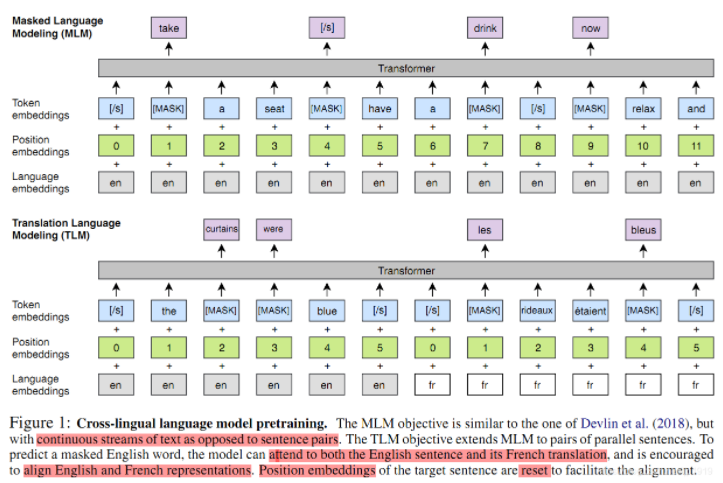 Masked Language
Modeling (MLM)
take [/s] drink now
Transformer
Token
embeddings
[/s] [MASK] a seat [MASK] have a [MASK] [/s] [MASK] relax and
+ + + + + + + + + + + +
Position
embeddings
0 1 2 3 4 5 6 7 8 9 10 11
+ + + + + + + + + + + +
Language
embeddings
en en en en en en en en en en en en
Translation Language
Modeling (TLM)
curtains were les bleus
Transformer
Token
embeddings
[/s] the [MASK] [MASK] blue [/s] [/s] [MASK] rideaux étaient [MASK] [/s]
+ + + + + + + + + + + +
Position
embeddings
0 1 2 3 4 5 0 1 2 3 4 5
+ + + + + + + + + + + +
Language
embeddings
en en en en en en fr fr fr fr fr fr
Figure 1: Cross-lingual language model pretraining. The MLM objective is similar to the one of Devlin et al. (2018), but
with continuous streams of text as opposed to sentence pairs. The TLM objective extends MLM to pairs of parallel sentences. To
predict a masked English word, the model can attend to both the English sentence and its French translation, and is encouraged
to align English and French representations. Position embeddings of the target sentence are reset to facilitate the alignment.